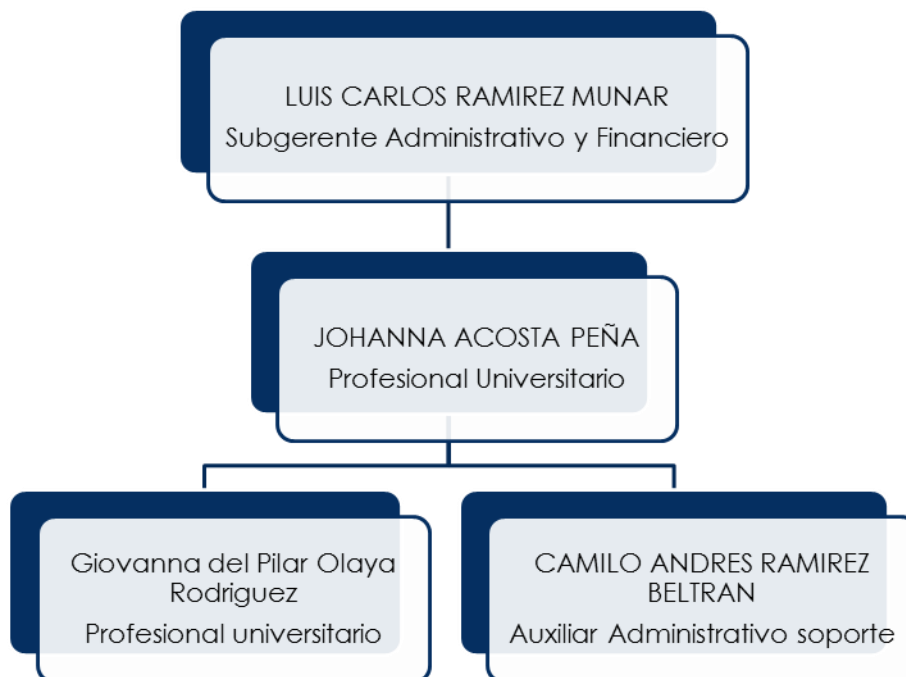 LUIS CARLOS RAMIREZ MUNAR
Subgerente Administrativo y Financiero
JOHANNA ACOSTA PEÑA
Profesional Universitario
Giovanna del Pilar Olaya
Rodriguez
Profesional universitario
CAMILO ANDRES RAMIREZ
BELTRAN
Auxiliar Administrativo soporte